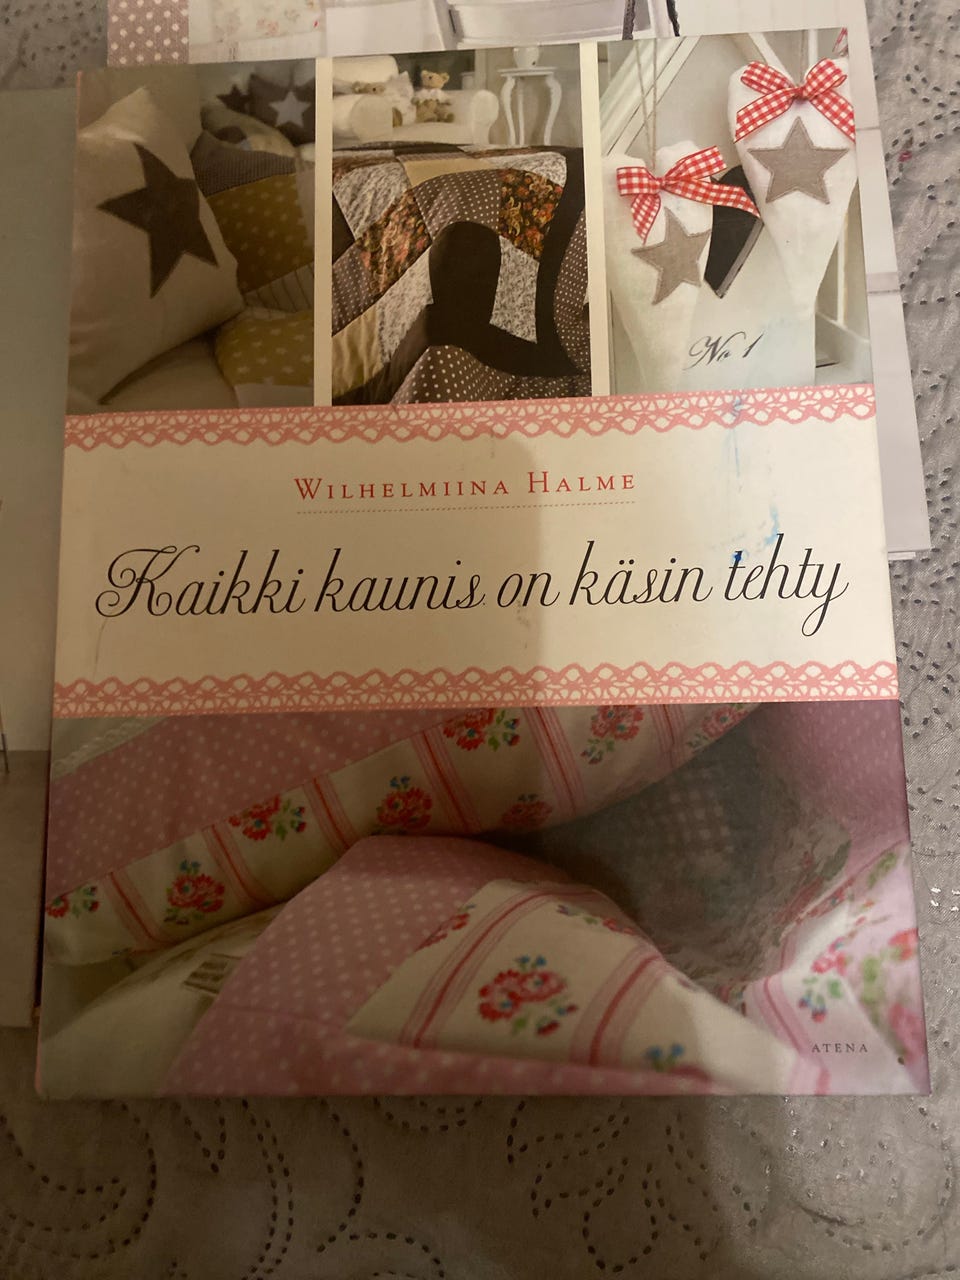 No 1
WILHELMIINA HALME
Kaikki kaunis on käsin tehty
ATENA